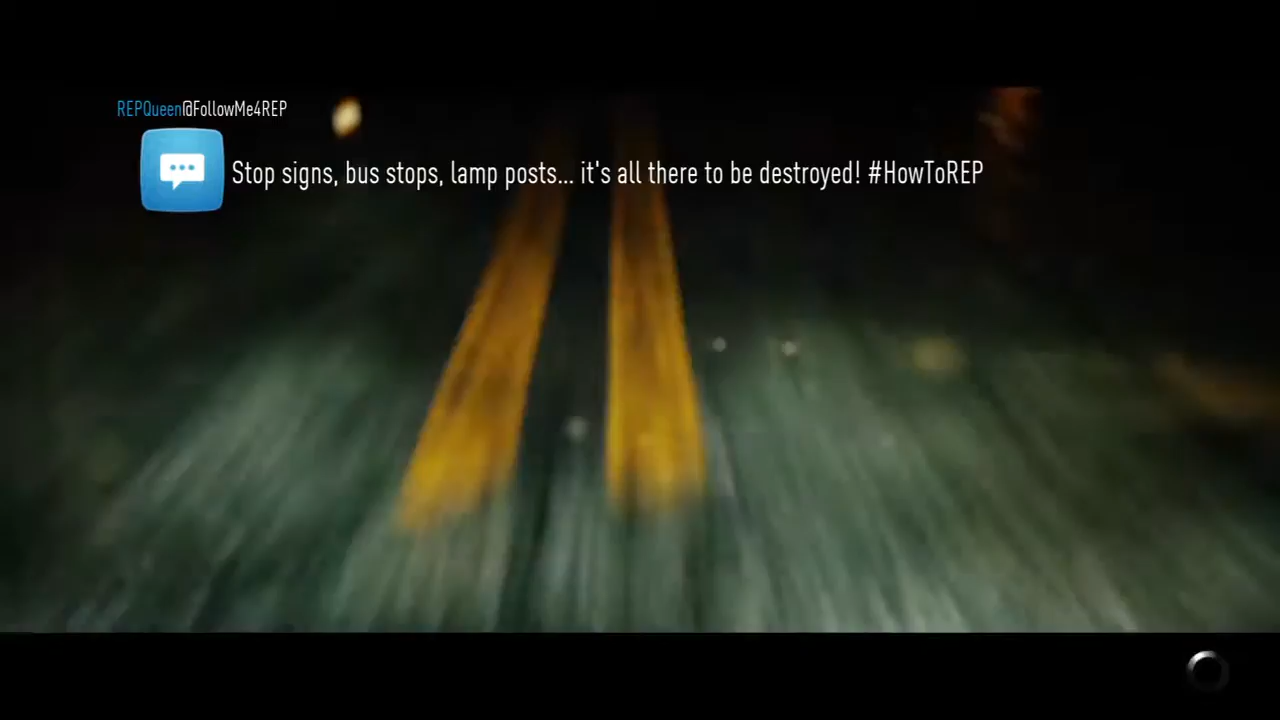 REPQueen@FollowMe4REP
Stop signs, bus stops, lamp posts... it's all there to be destroyed! #HowToREP